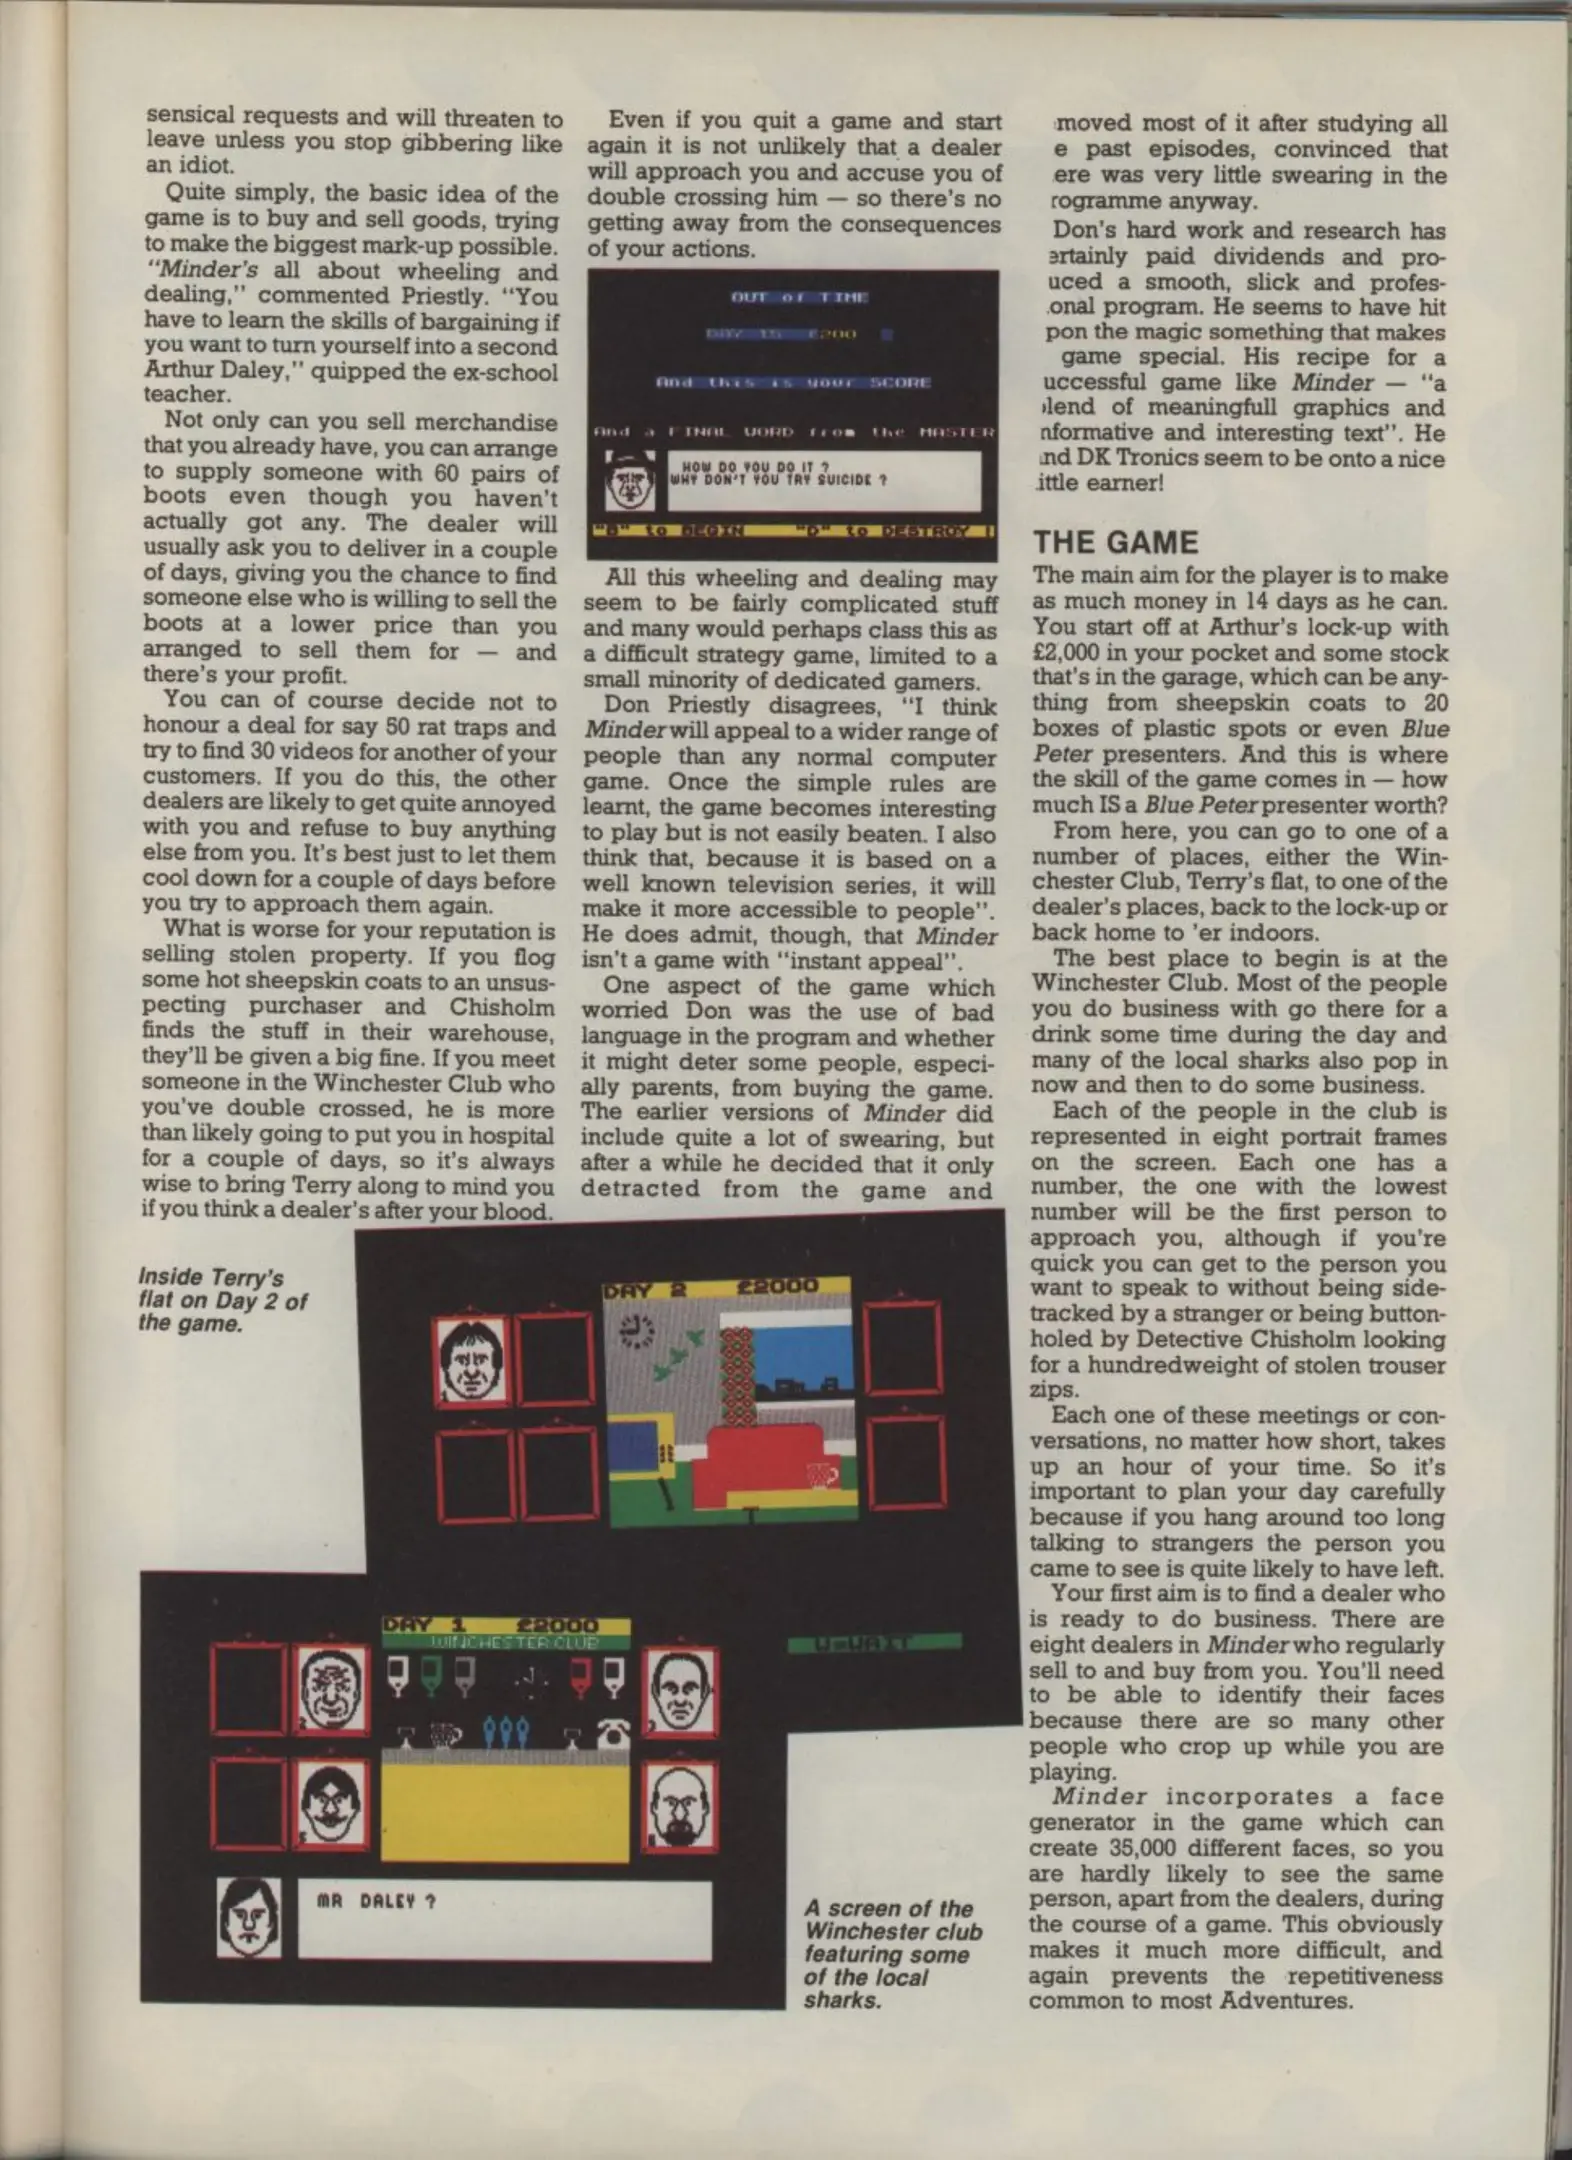 sensical requests and will threaten to
leave unless you stop gibbering like
an idiot.
Quite simply, the basic idea of the
game is to buy and sell goods, trying
to make the biggest mark-up possible.
"Minder's all about wheeling and
dealing," commented Priestly. "You
have to learn the skills of bargaining if
you want to turn yourself into a second
Arthur Daley," quipped the ex-school
teacher.
Not only can you sell merchandise
that you already have, you can arrange
to supply someone with 60 pairs of
boots even though you haven't
actually got any. The dealer will
usually ask you to deliver in a couple
of days, giving you the chance to find
someone else who is willing to sell the
boots at a lower price than you
arranged to sell them for — and
there's your profit.
You can of course decide not to
honour a deal for say 50 rat traps and
try to find 30 videos for another of your
customers. If you do this, the other
dealers are likely to get quite annoyed
with you and refuse to buy anything
else from you. It's best just to let them
cool down for a couple of days before
you try to approach them again.
What is worse for your reputation is
selling stolen property. If you flog
some hot sheepskin coats to an unsus-
pecting purchaser and Chisholm
finds the stuff in their warehouse,
they'll be given a big fine. If you meet
someone in the Winchester Club who
you've double crossed, he is more
than likely going to put you in hospital
for a couple of days, so it's always
wise to bring Terry along to mind you
if you think a dealer's after your blood.
Even if you quit a game and start
again it is not unlikely that a dealer
will approach you and accuse you of
double crossing him — so there's no
getting away from the consequences
of your actions.
OUT of TIME
DAY 15 £200
And this is your SCORE
And a FINAL WORD from the MASTER
HOW DO YOU DO IT ?
WHY DON'T YOU TRY SUICIDE ?
"B" to BEGIN "D" to DESTROY !
All this wheeling and dealing may
seem to be fairly complicated stuff
and many would perhaps class this as
a difficult strategy game, limited to a
small minority of dedicated gamers.
Don Priestly disagrees, "I think
Minder will appeal to a wider range of
people than any normal computer
game. Once the simple rules are
learnt, the game becomes interesting
to play but is not easily beaten. I also
think that, because it is based on a
well known television series, it will
make it more accessible to people".
He does admit, though, that Minder
isn't a game with "instant appeal".
One aspect of the game which
worried Don was the use of bad
language in the program and whether
it might deter some people, especi-
ally parents, from buying the game.
The earlier versions of Minder did
include quite a lot of swearing, but
after a while he decided that it only
detracted from the game and
moved most of it after studying all
e past episodes, convinced that
ere was very little swearing in the
rogramme anyway.
Don's hard work and research has
ertainly paid dividends and pro-
uced a smooth, slick and profes-
onal program. He seems to have hit
pon the magic something that makes
game special. His recipe for a
uccessful game like Minder — "a
lend of meaningfull graphics and
nformative and interesting text". He
nd DK Tronics seem to be onto a nice
ittle earner!
THE GAME
The main aim for the player is to make
as much money in 14 days as he can.
You start off at Arthur's lock-up with
£2,000 in your pocket and some stock
that's in the garage, which can be any-
thing from sheepskin coats to 20
boxes of plastic spots or even Blue
Peter presenters. And this is where
the skill of the game comes in — how
much IS a Blue Peter presenter worth?
From here, you can go to one of a
number of places, either the Win-
chester Club, Terry's flat, to one of the
dealer's places, back to the lock-up or
back home to 'er indoors.
The best place to begin is at the
Winchester Club. Most of the people
you do business with go there for a
drink some time during the day and
many of the local sharks also pop in
now and then to do some business.
Each of the people in the club is
represented in eight portrait frames
on the screen. Each one has a
number, the one with the lowest
number will be the first person to
approach you, although if you're
quick you can get to the person you
want to speak to without being side-
tracked by a stranger or being button-
holed by Detective Chisholm looking
for a hundredweight of stolen trouser
zips.
Each one of these meetings or con-
versations, no matter how short, takes
up an hour of your time. So it's
important to plan your day carefully
because if you hang around too long
talking to strangers the person you
came to see is quite likely to have left.
Your first aim is to find a dealer who
is ready to do business. There are
eight dealers in Minder who regularly
sell to and buy from you. You'll need
to be able to identify their faces
because there are so many other
people who crop up while you are
playing.
Minder incorporates a face
generator in the game which can
create 35,000 different faces, so you
are hardly likely to see the same
person, apart from the dealers, during
the course of a game. This obviously
makes it much more difficult, and
again prevents the repetitiveness
common to most Adventures.
Inside Terry's
flat on Day 2 of
the game.
DAY 2 £2000
1
W=WAIT
DAY 1 £2000
WINCHESTER CLUB
2
5
MR DALEY ?
A screen of the
Winchester club
featuring some
of the local
sharks.